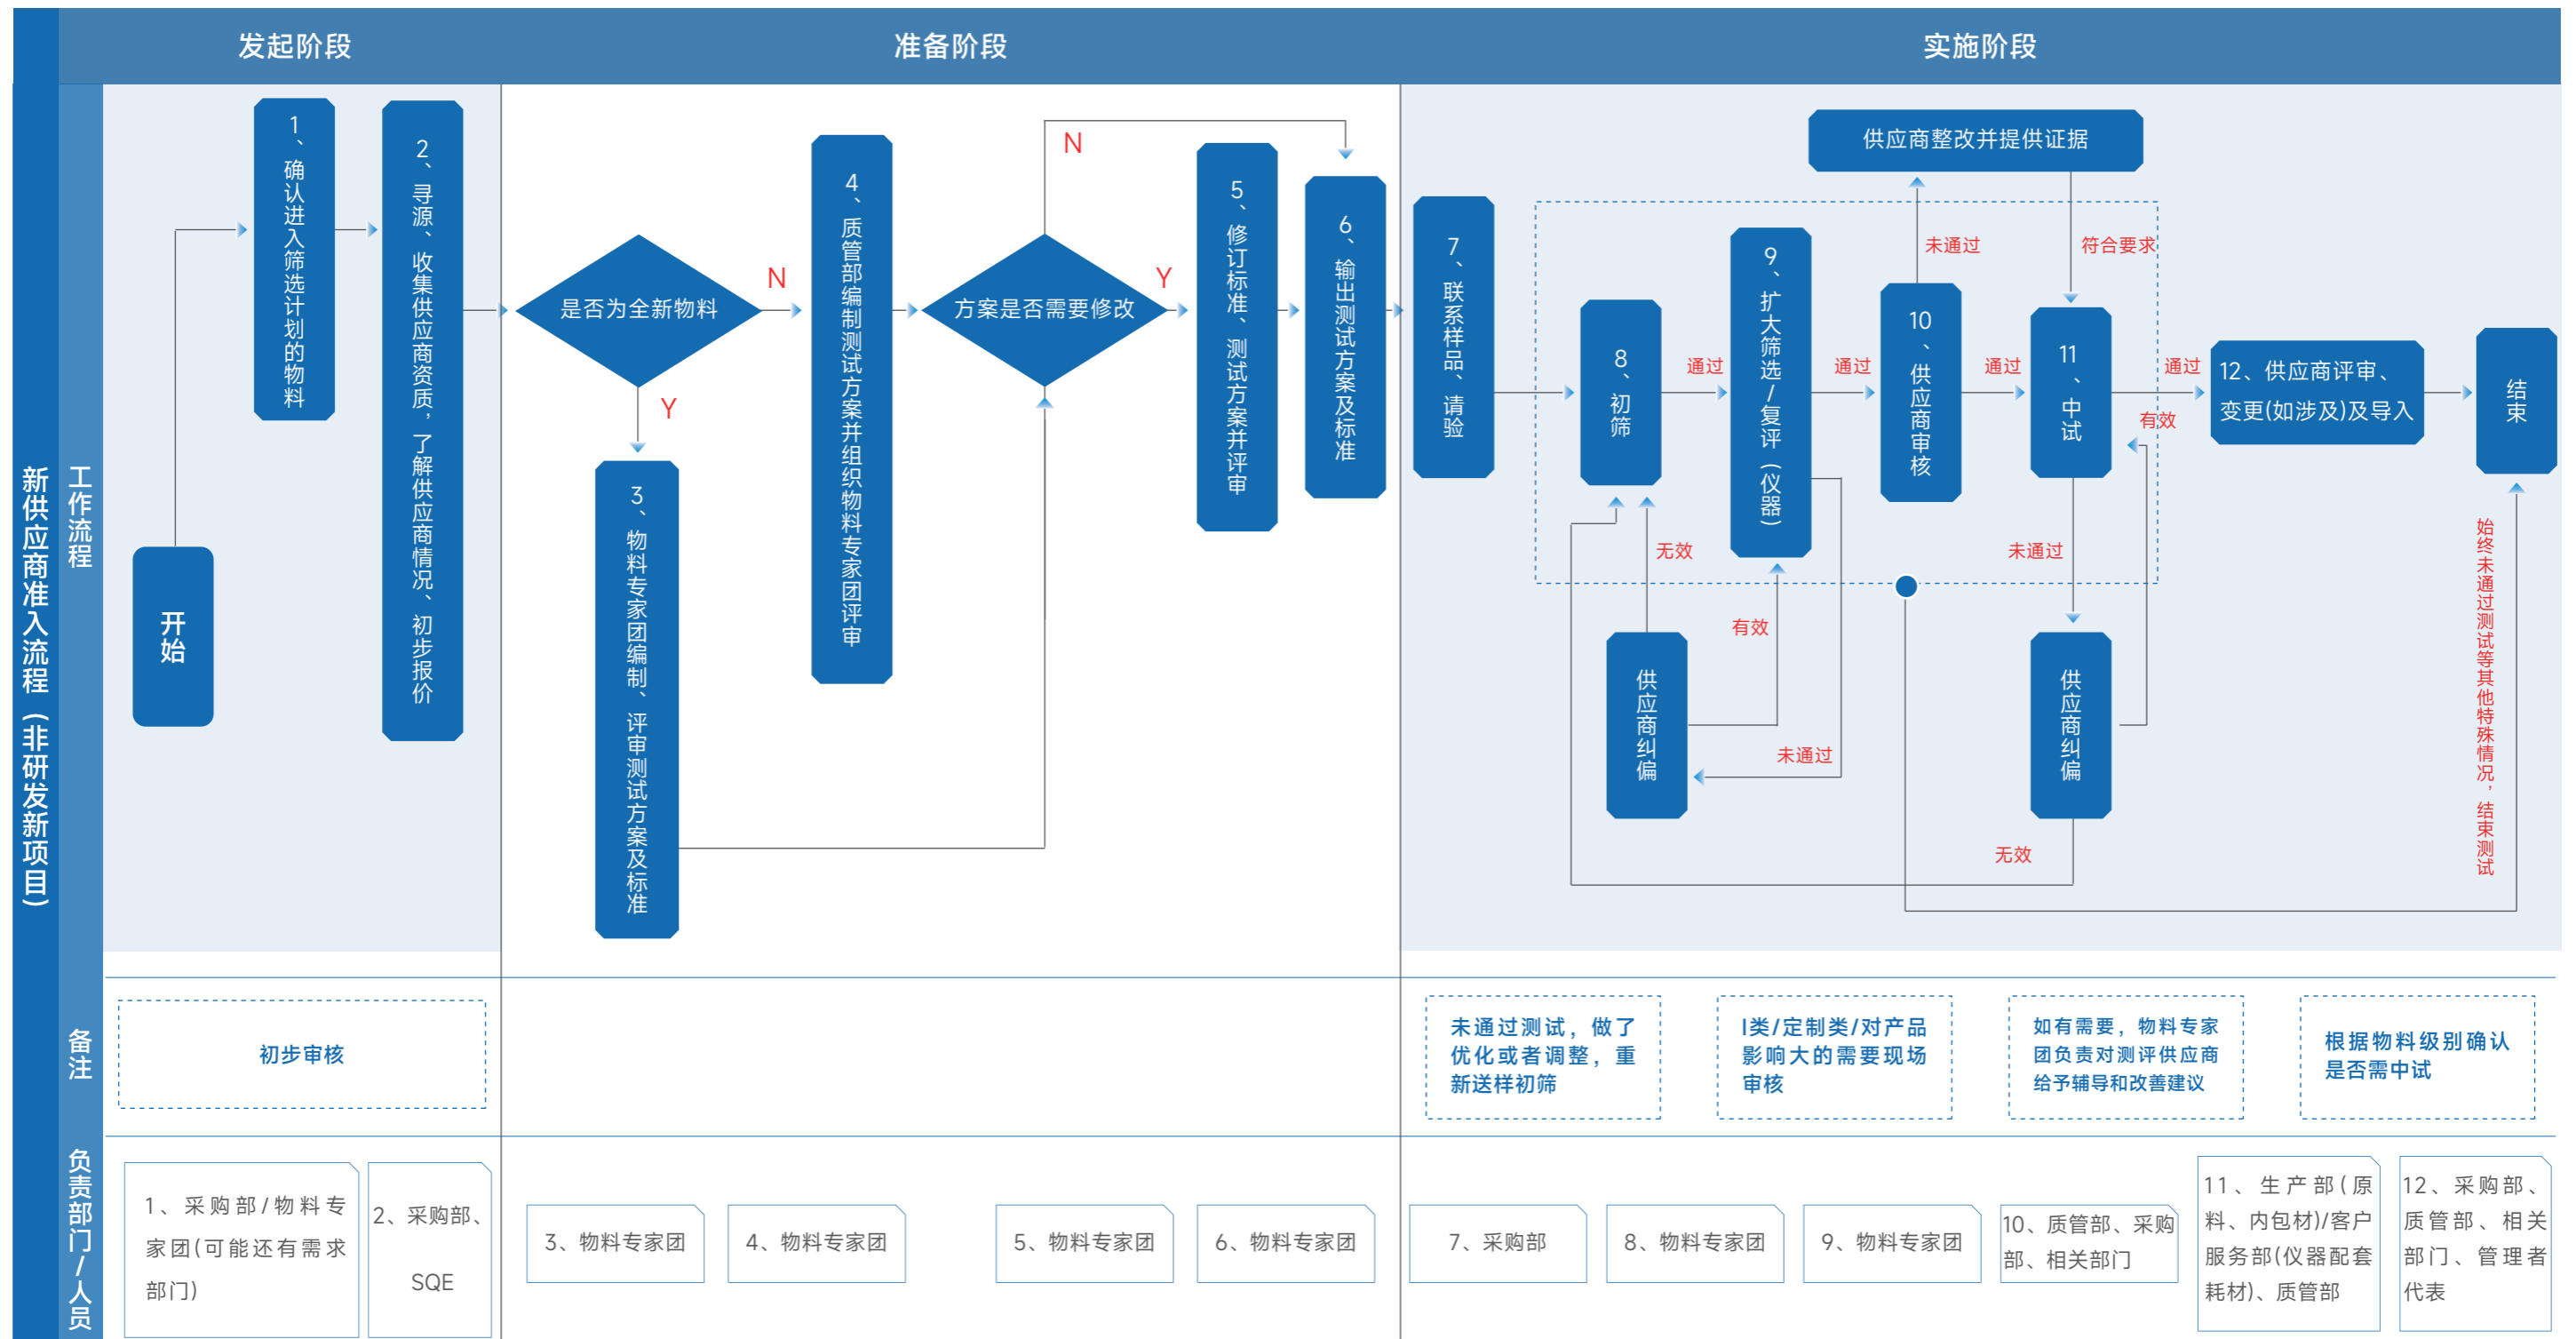 新供应商准入流程（非研发新项目）
发起阶段
准备阶段
实施阶段
工作流程
开始
1、确认进入筛选计划的物料
2、寻源、收集供应商资质，了解供应商情况、初步报价
是否为全新物料
N
Y
3、物料专家团编制、评审测试方案及标准
4、质管部编制测试方案并组织物料专家团评审
方案是否需要修改
N
Y
5、修订标准、测试方案并评审
6、输出测试方案及标准
7、联系样品、请验
8、初筛
通过
9、扩大筛选/复评（仪器）
通过
10、供应商审核
未通过
供应商整改并提供证据
符合要求
通过
11、中试
通过
有效
12、供应商评审、
变更(如涉及)及导入
结束
无效
有效
未通过
供应商纠偏
未通过
供应商纠偏
无效
始终未通过测试等其他特殊情况，结束测试
备注
初步审核
未通过测试，做了
优化或者调整，重
新送样初筛
I类/定制类/对产品
影响大的需要现场
审核
如有需要，物料专家
团负责对测评供应商
给予辅导和改善建议
根据物料级别确认
是否需中试
负责部门/人员
1、采购部/物料专
家团(可能还有需求
部门)
2、采购部、
SQE
3、物料专家团
4、物料专家团
5、物料专家团
6、物料专家团
7、采购部
8、物料专家团
9、物料专家团
10、质管部、采购
部、相关部门
11、生产部(原
料、内包材)/客户
服务部(仪器配套
耗材)、质管部
12、采购部、
质管部、相关
部门、管理者
代表